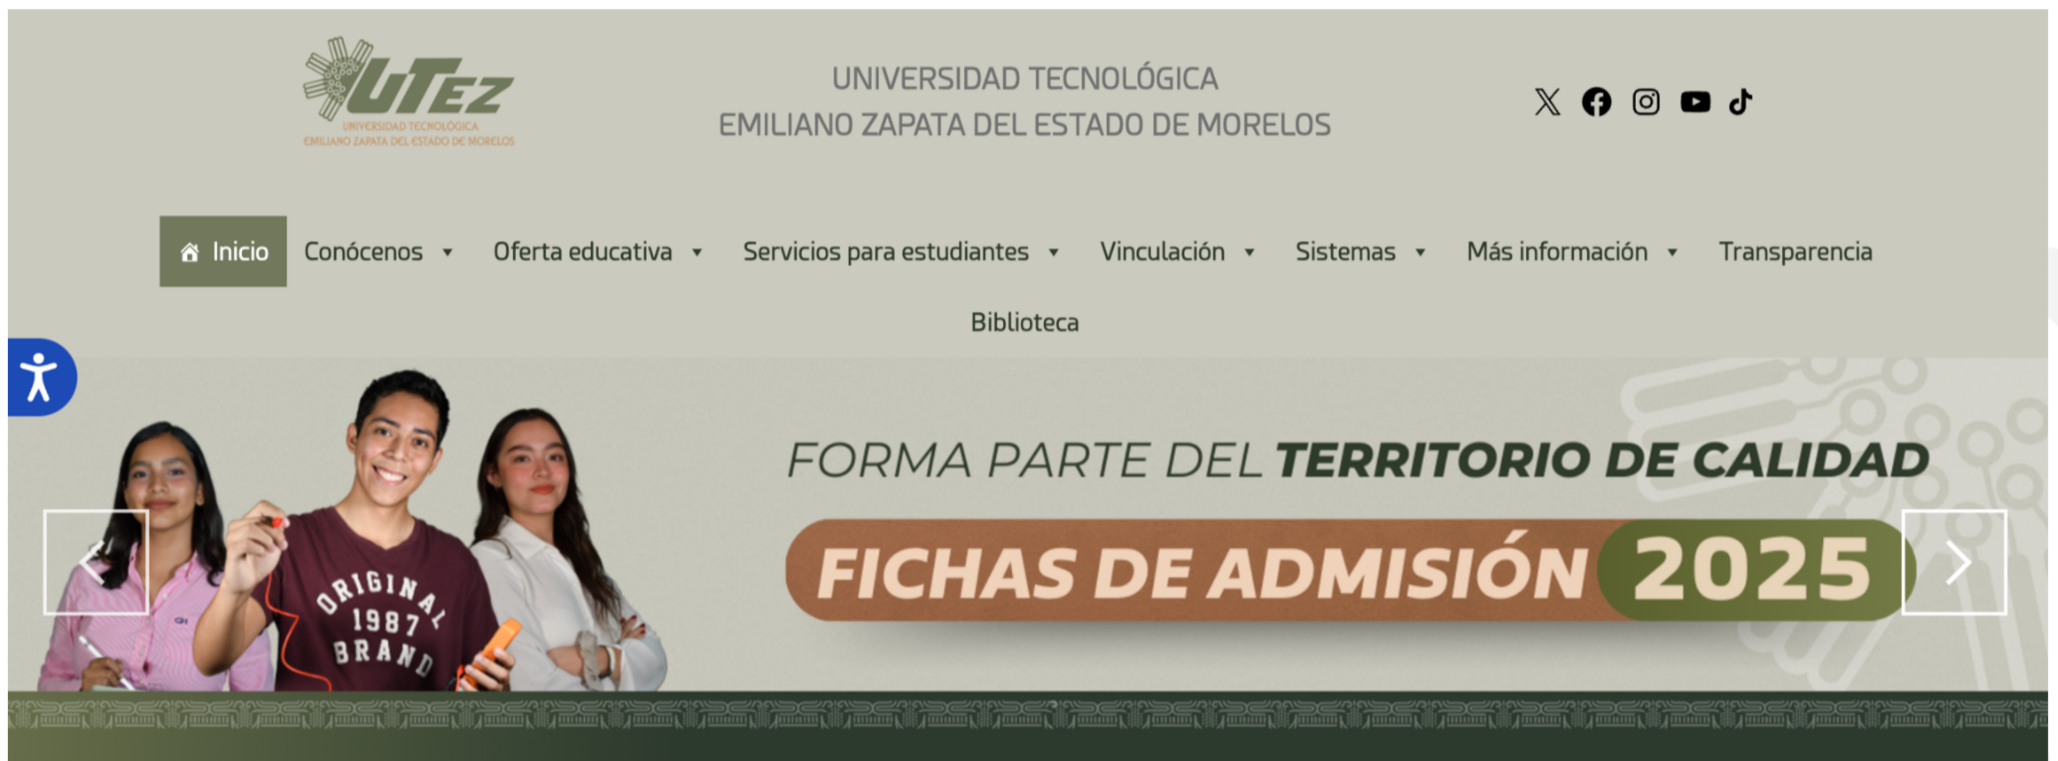 UTEZ
UNIVERSIDAD TECNOLÓGICA
EMILIANO ZAPATA DEL ESTADO DE MORELOS
UNIVERSIDAD TECNOLÓGICA
EMILIANO ZAPATA DEL ESTADO DE MORELOS
Inicio Conócenos Oferta educativa Servicios para estudiantes Vinculación Sistemas Más información Transparencia
Biblioteca
FORMA PARTE DEL TERRITORIO DE CALIDAD
FICHAS DE ADMISIÓN 2025
ORIGINAL
1987
BRAND